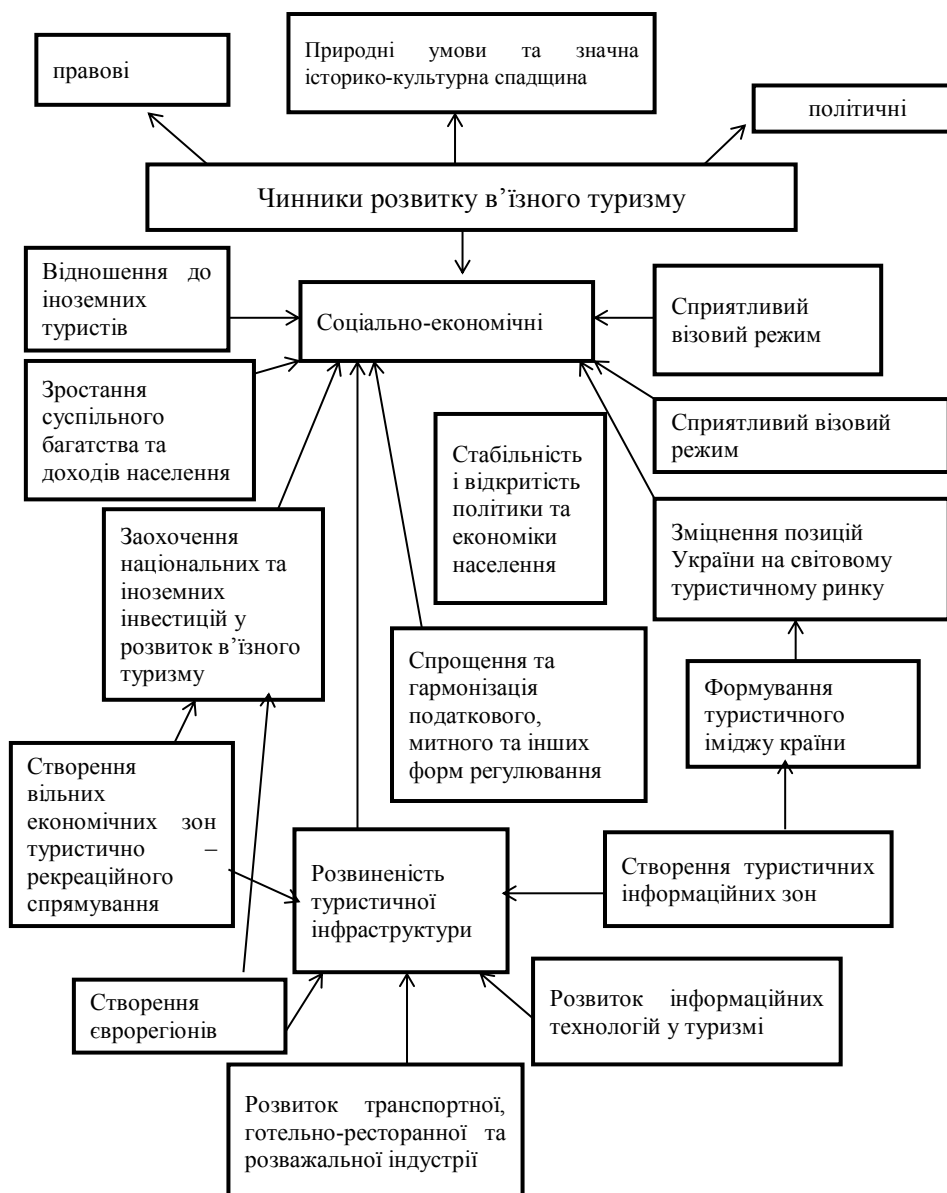 правові
Природні умови та значна
історико-культурна спадщина
політичні
Чинники розвитку в’їзного туризму
Відношення до
іноземних
туристів
Соціально-економічні
Сприятливий
візовий режим
Зростання
суспільного
багатства та
доходів населення
Стабільність
і відкритість
політики та
економіки
населення
Сприятливий візовий
режим
Заохочення
національних та
іноземних
інвестицій у
розвиток в’їзного
туризму
Зміцнення позицій
України на світовому
туристичному ринку
Спрощення та
гармонізація
податкового,
митного та інших
форм регулювання
Формування
туристичного
іміджу країни
Створення
вільних
економічних зон
туристично –
рекреаційного
спрямування
Розвиненість
туристичної
інфраструктури
Створення туристичних
інформаційних зон
Створення
єврорегіонів
Розвиток інформаційних
технологій у туризмі
Розвиток транспортної,
готельно-ресторанної та
розважальної індустрії